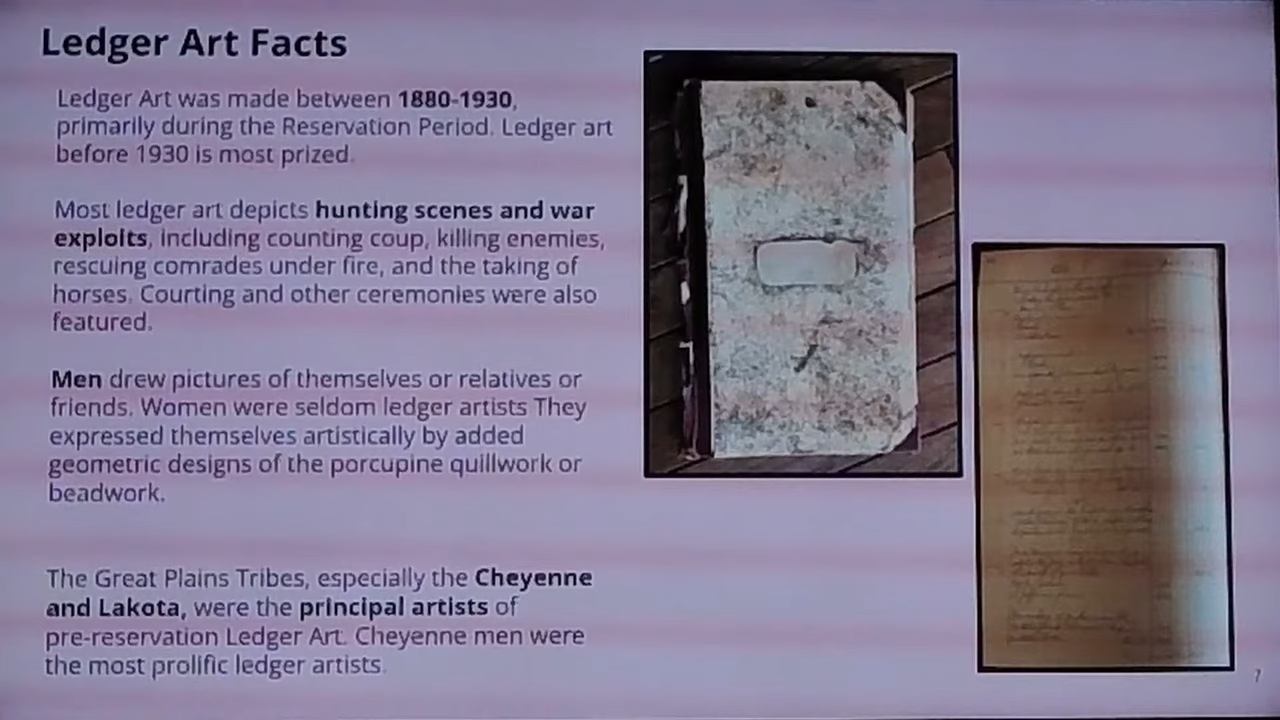 Ledger Art Facts
Ledger Art was made between 1880-1930,
primarily during the Reservation Period. Ledger art
before 1930 is most prized.
Most ledger art depicts hunting scenes and war
exploits, including counting coup, killing enemies,
rescuing comrades under fire, and the taking of
horses. Courting and other ceremonies were also
featured.
Men drew pictures of themselves or relatives or
friends. Women were seldom ledger artists They
expressed themselves artistically by added
geometric designs of the porcupine quillwork or
beadwork.
The Great Plains Tribes, especially the Cheyenne
and Lakota, were the principal artists of
pre-reservation Ledger Art. Cheyenne men were
the most prolific ledger artists.
7